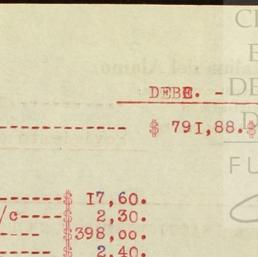 DEBE. -
-------------- $ 791,88.$
$ 17,60.
/c----$ 2,30.
------$398,00.
------$ 2,40.